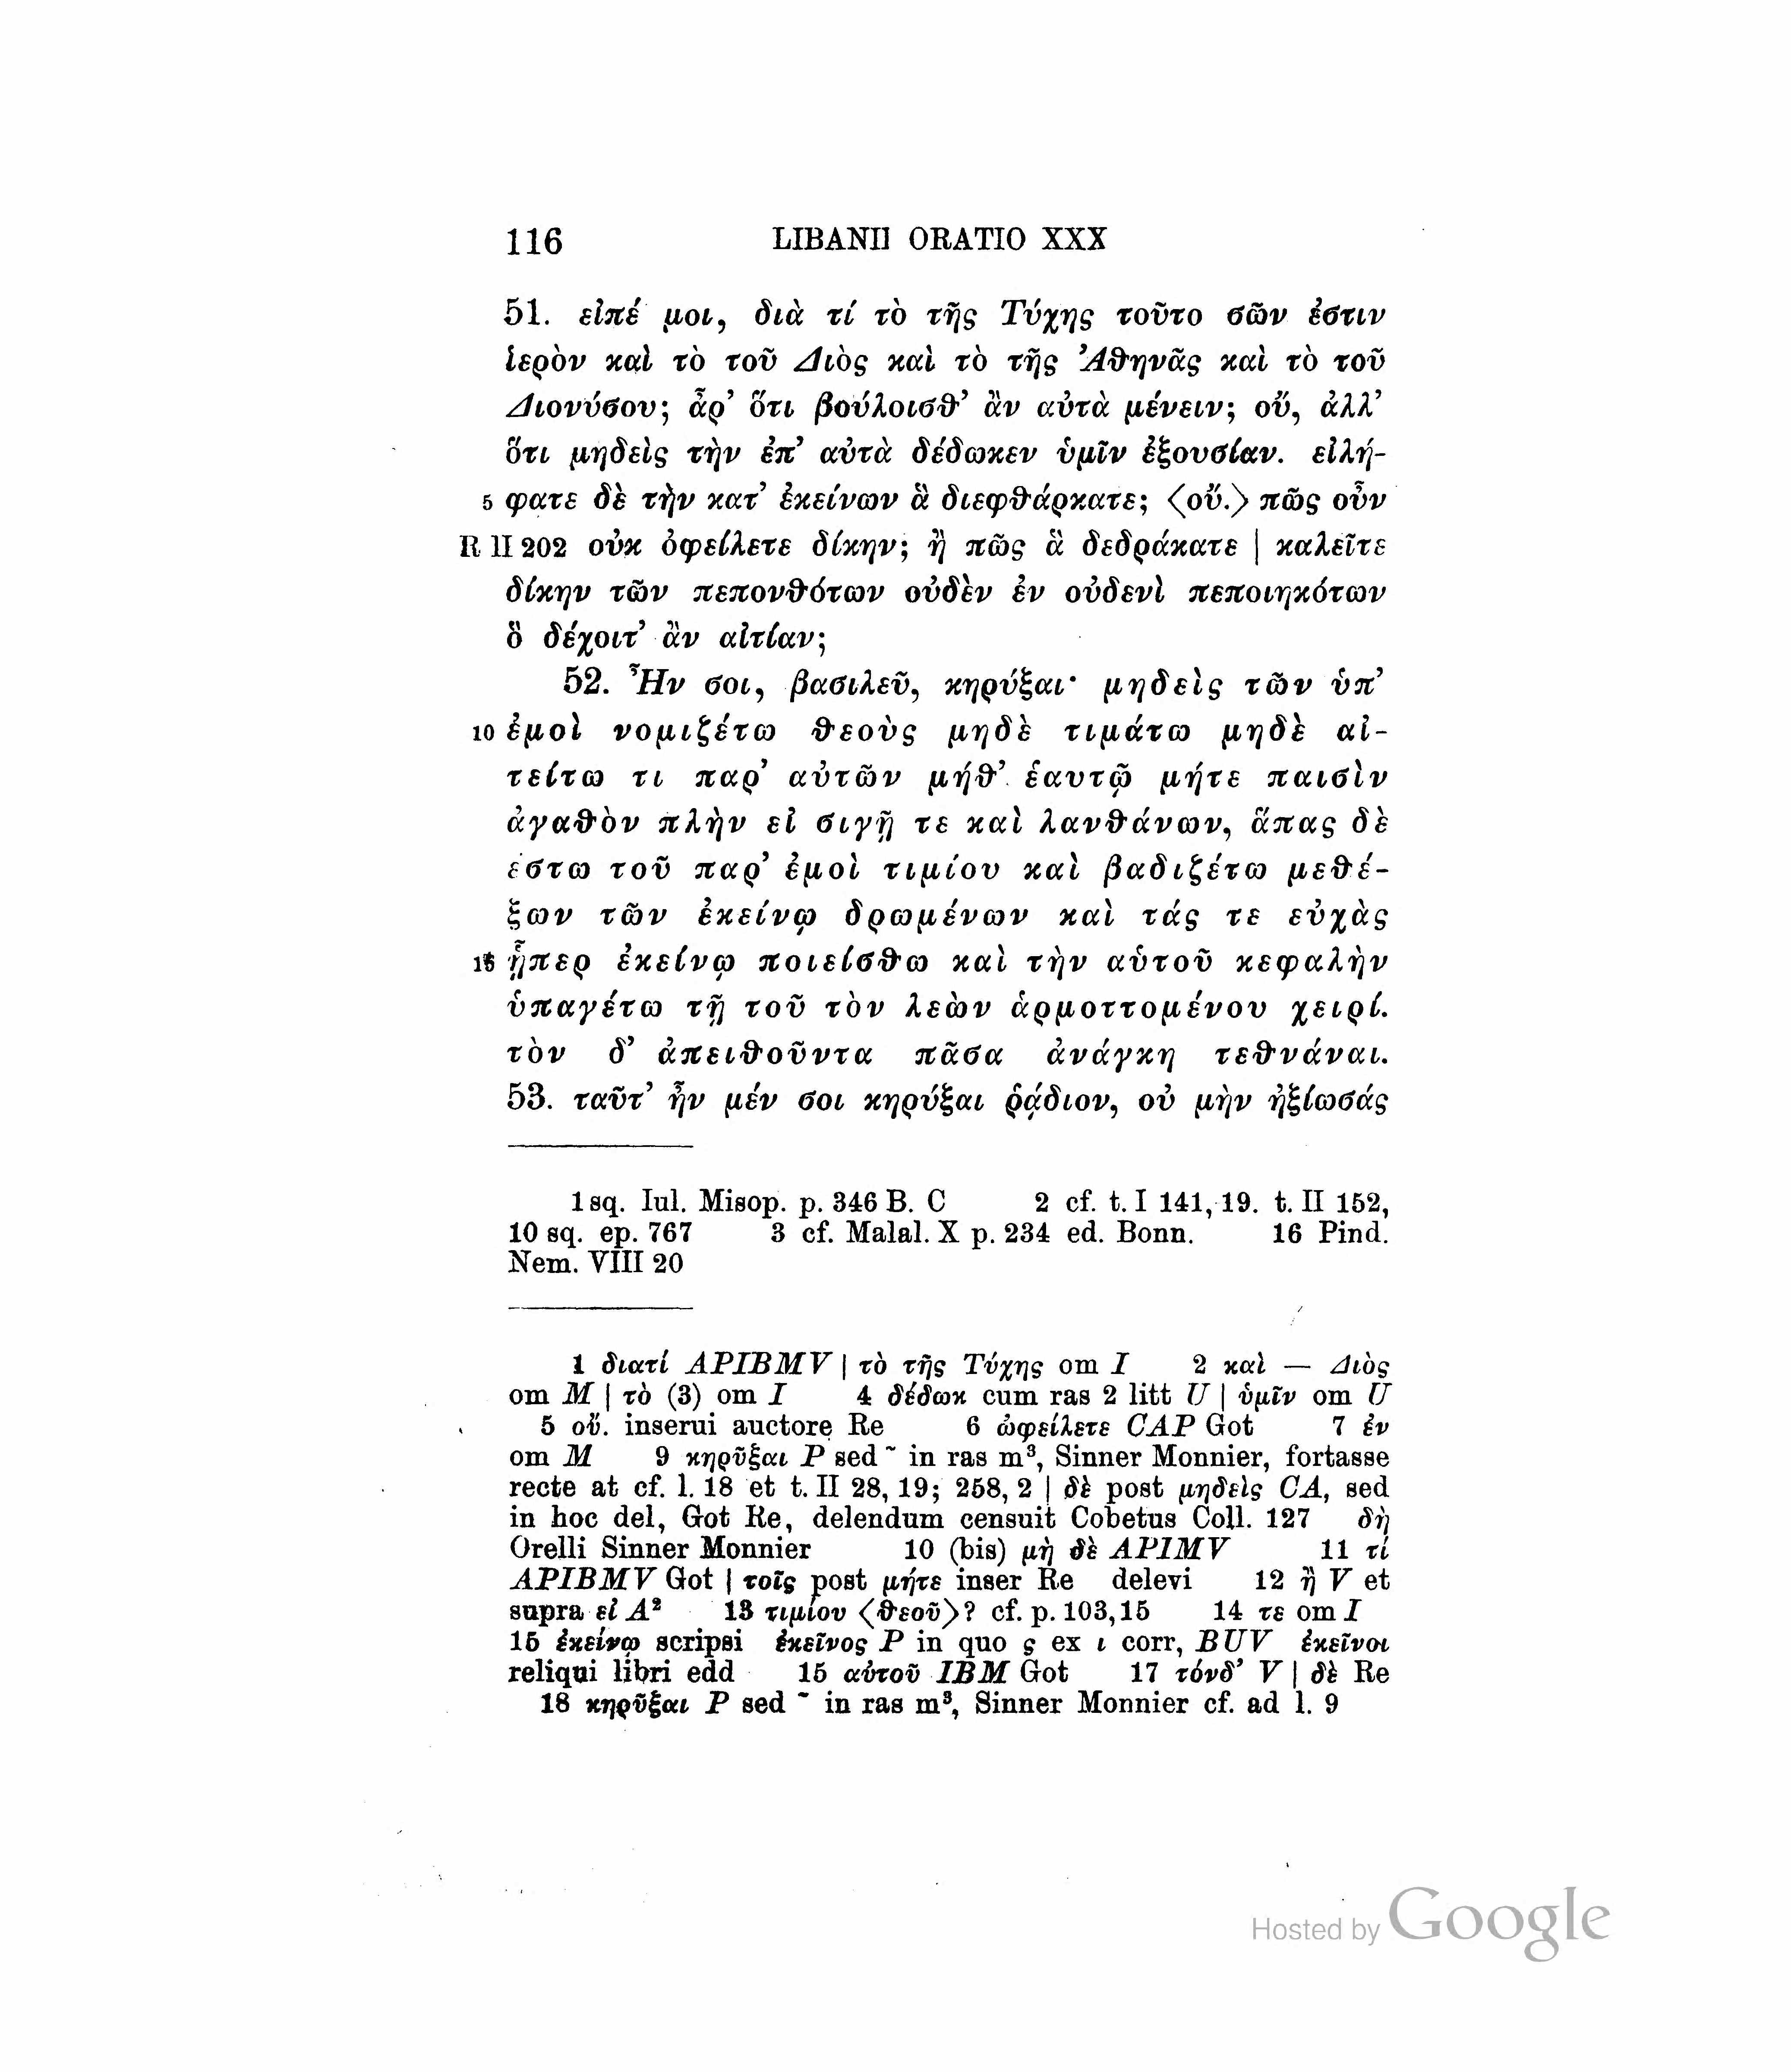 116 LIBANII ORATIO XXX
51. εἰπέ μοι, διὰ τί τὸ τῆς Τύχης τοῦτο σῶν ἐστιν
ἱερὸν καὶ τὸ τοῦ Διὸς καὶ τὸ τῆς Ἀθηνᾶς καὶ τὸ τοῦ
Διονύσου; ἆρ’ ὅτι βούλοισθ’ ἂν αὐτὰ μένειν; οὔ, ἀλλ’
ὅτι μηδεὶς τὴν ἐπ’ αὐτὰ δέδωκεν ὑμῖν ἐξουσίαν. εἰλή-
5 φατε δὲ τὴν κατ’ ἐκείνων ἃ διεφθάρκατε; ⟨οὔ.⟩ πῶς οὖν
R II 202 οὐκ ὀφείλετε δίκην; ἢ πῶς ἃ δεδράκατε | καλεῖτε
δίκην τῶν πεπονθότων οὐδὲν ἐν οὐδενὶ πεποιηκότων
ὃ δέχοιτ’ ἂν αἰτίαν;
52. Ἦν σοι, βασιλεῦ, κηρύξαι· μηδεὶς τῶν ὑπ’
10 ἐμοὶ νομιζέτω θεοὺς μηδὲ τιμάτω μηδὲ αἰ-
τείτω τι παρ’ αὐτῶν μήθ’ ἑαυτῷ μήτε παισὶν
ἀγαθὸν πλὴν εἰ σιγῇ τε καὶ λανθάνων, ἅπας δὲ
ἔστω τοῦ παρ’ ἐμοὶ τιμίου καὶ βαδιζέτω μεθέ-
ξων τῶν ἐκείνῳ δρωμένων καὶ τάς τε εὐχὰς
15 ᾗπερ ἐκείνῳ ποιείσθω καὶ τὴν αὑτοῦ κεφαλὴν
ὑπαγέτω τῇ τοῦ τὸν λεὼν ἁρμοττομένου χειρί.
τὸν δ’ ἀπειθοῦντα πᾶσα ἀνάγκη τεθνάναι.
53. ταῦτ’ ἦν μέν σοι κηρύξαι ῥᾴδιον, οὐ μὴν ἠξίωσάς
1 sq. Iul. Misop. p. 346 B. C 2 cf. t. I 141, 19. t. II 152,
10 sq. ep. 767 3 cf. Malal. X p. 234 ed. Bonn. 16 Pind.
Nem. VIII 20
1 διατί APIBMV | τὸ τῆς Τύχης om I 2 καὶ — Διὸς
om M | τὸ (3) om I 4 δέδωκ cum ras 2 litt U | ὑμῖν om U
5 οὔ. inserui auctore Re 6 ὠφείλετε CAP Got 7 ἐν
om M 9 κηρῦξαι P sed ῀ in ras m³, Sinner Monnier, fortasse
recte at cf. l. 18 et t. II 28, 19; 258, 2 | δὲ post μηδεὶς CA, sed
in hoc del, Got Re, delendum censuit Cobetus Coll. 127 δὴ
Orelli Sinner Monnier 10 (bis) μὴ δὲ APIMV 11 τί
APIBMV Got | τοῖς post μήτε inser Re delevi 12 ἢ V et
supra εἰ A² 13 τιμίου ⟨θεοῦ⟩? cf. p. 103, 15 14 τε om I
15 ἐκείνῳ scripsi ἐκεῖνος P in quo ς ex ι corr, BUV ἐκεῖνοι
reliqui libri edd 15 αὐτοῦ IBM Got 17 τόνδ’ V | δὲ Re
18 κηρῦξαι P sed ῀ in ras m³, Sinner Monnier cf. ad l. 9
Hosted by Google